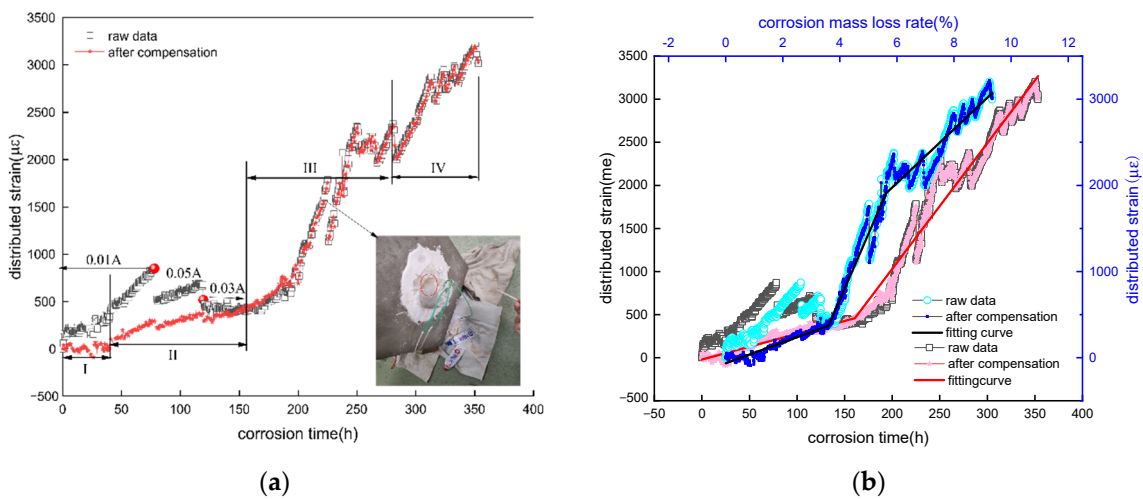 3500
3000
2500
2000
1500
1000
500
0
−500
distributed strain(με)
raw data
after compensation
0.01A
0.05A
0.03A
I
II
III
IV
0 50 100 150 200 250 300 350 400
corrosion time(h)
(a)
corrosion mass loss rate(%)
-2 0 2 4 6 8 10 12
3500
3000
2500
2000
1500
1000
500
0
−500
distributed strain(me)
3000
2000
1000
0
distributed strain (με)
raw data
after compensation
fitting curve
raw data
after compensation
fittingcurve
−50 0 50 100 150 200 250 300 350 400
corrosion time(h)
(b)